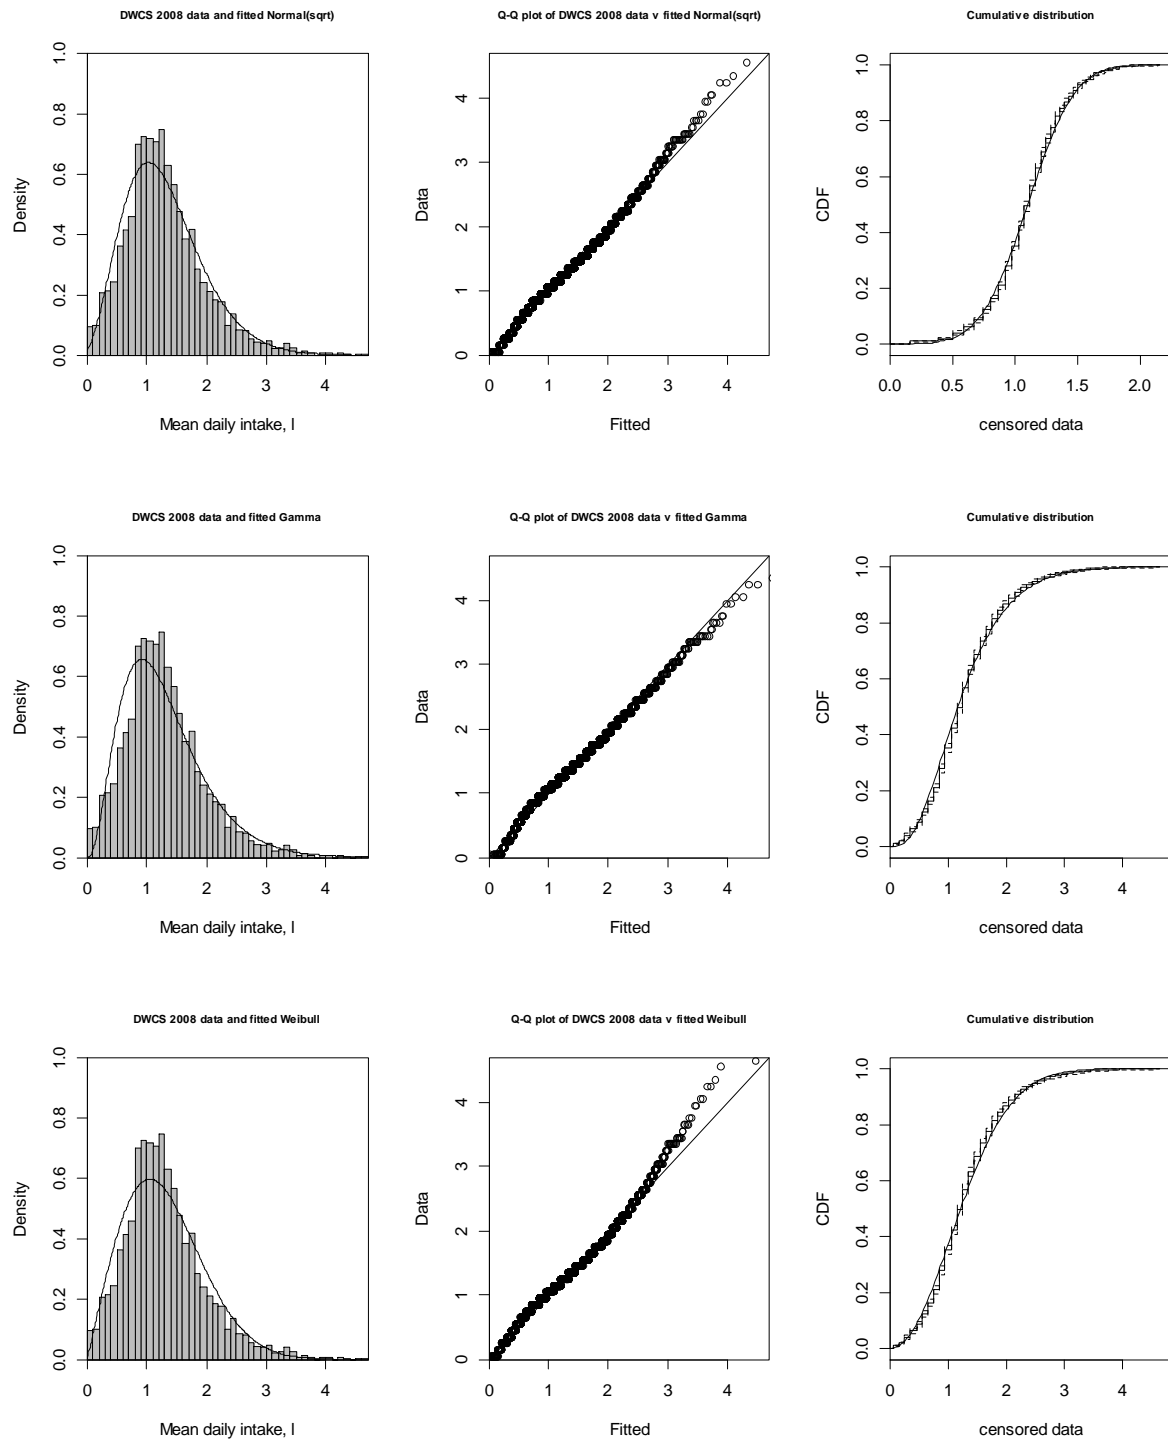 DWCS 2008 data and fitted Normal(sqrt)
Density
0.0 0.2 0.4 0.6 0.8 1.0
0 1 2 3 4
Mean daily intake, l
Q-Q plot of DWCS 2008 data v fitted Normal(sqrt)
Data
0 1 2 3 4
0 1 2 3 4
Fitted
Cumulative distribution
CDF
0.0 0.2 0.4 0.6 0.8 1.0
0.0 0.5 1.0 1.5 2.0
censored data
DWCS 2008 data and fitted Gamma
Density
0.0 0.2 0.4 0.6 0.8 1.0
0 1 2 3 4
Mean daily intake, l
Q-Q plot of DWCS 2008 data v fitted Gamma
Data
0 1 2 3 4
0 1 2 3 4
Fitted
Cumulative distribution
CDF
0.0 0.2 0.4 0.6 0.8 1.0
0 1 2 3 4
censored data
DWCS 2008 data and fitted Weibull
Density
0.0 0.2 0.4 0.6 0.8 1.0
0 1 2 3 4
Mean daily intake, l
Q-Q plot of DWCS 2008 data v fitted Weibull
Data
0 1 2 3 4
0 1 2 3 4
Fitted
Cumulative distribution
CDF
0.0 0.2 0.4 0.6 0.8 1.0
0 1 2 3 4
censored data